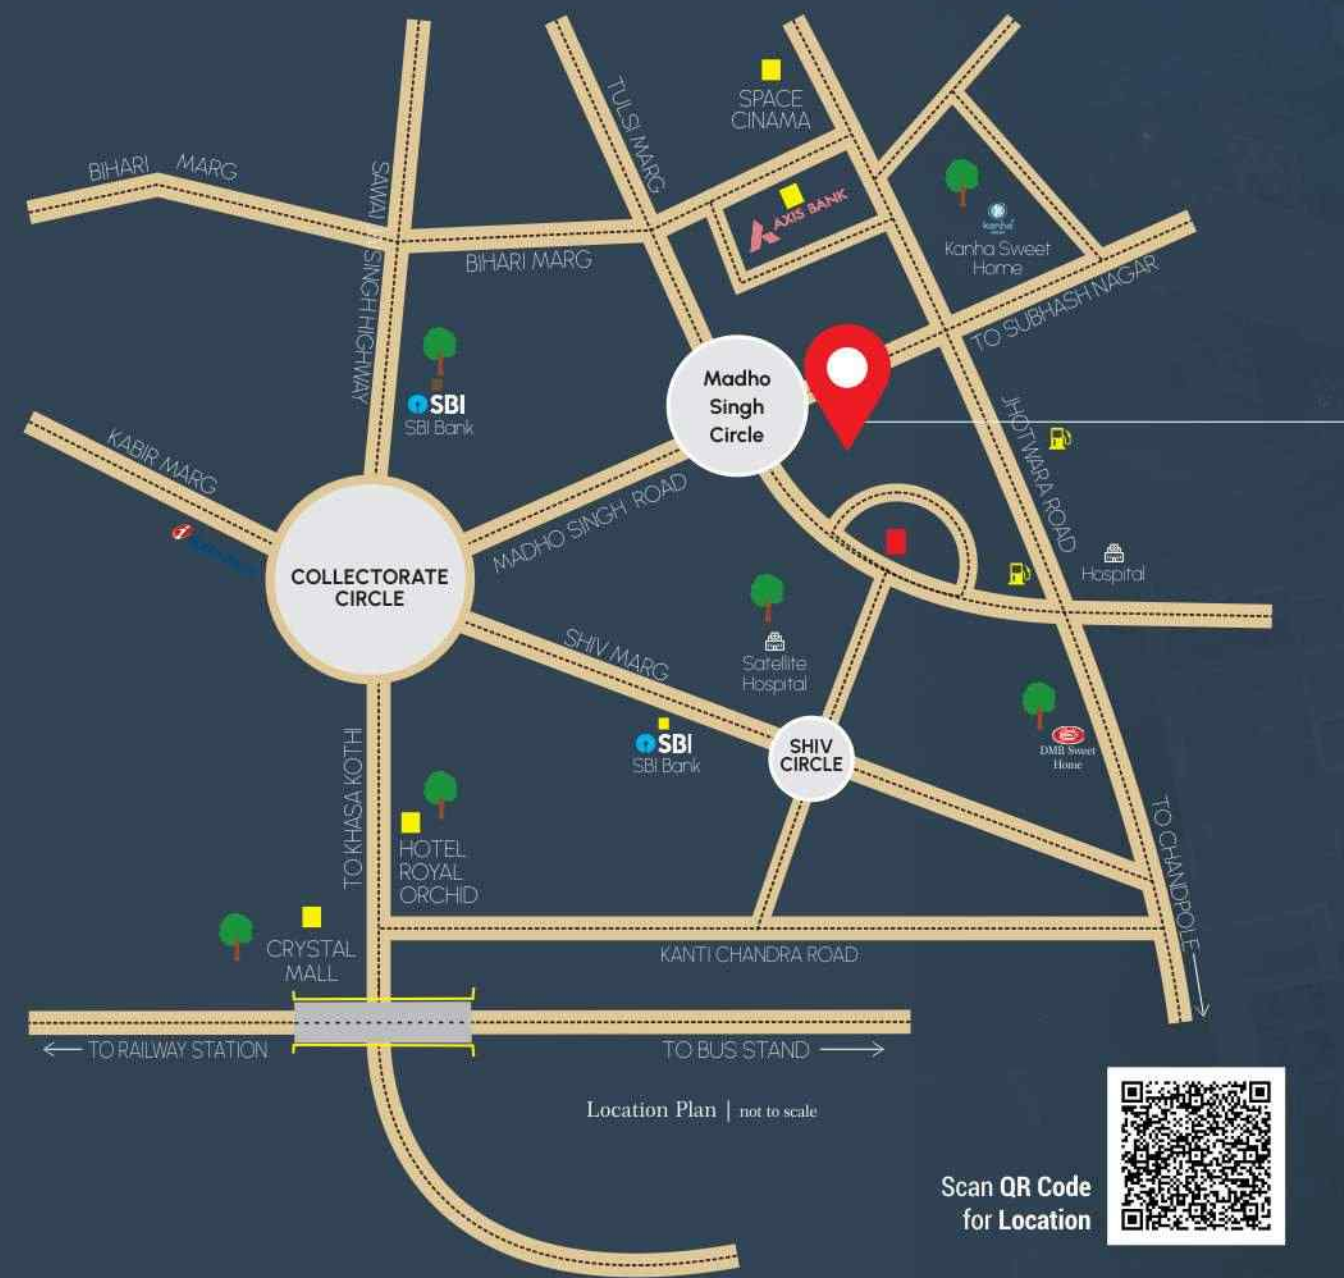 SPACE
CINAMA
TULSI MARG
BIHARI MARG
SAWAI SINGH HIGHWAY
AXIS BANK
kanha
Kanha Sweet
Home
BIHARI MARG
TO SUBHASH NAGAR
Madho
Singh
Circle
SBI
SBI Bank
KABIR MARG
JHOTWARA ROAD
MADHO SINGH ROAD
COLLECTORATE
CIRCLE
Hospital
SHIV MARG
Satellite
Hospital
SBI
SBI Bank
SHIV
CIRCLE
DMB Sweet
Home
TO KHASA KOTHI
HOTEL
ROYAL
ORCHID
TO CHANDPOLE
CRYSTAL
MALL
KANTI CHANDRA ROAD
TO RAILWAY STATION
TO BUS STAND
Location Plan | not to scale
Scan QR Code
for Location